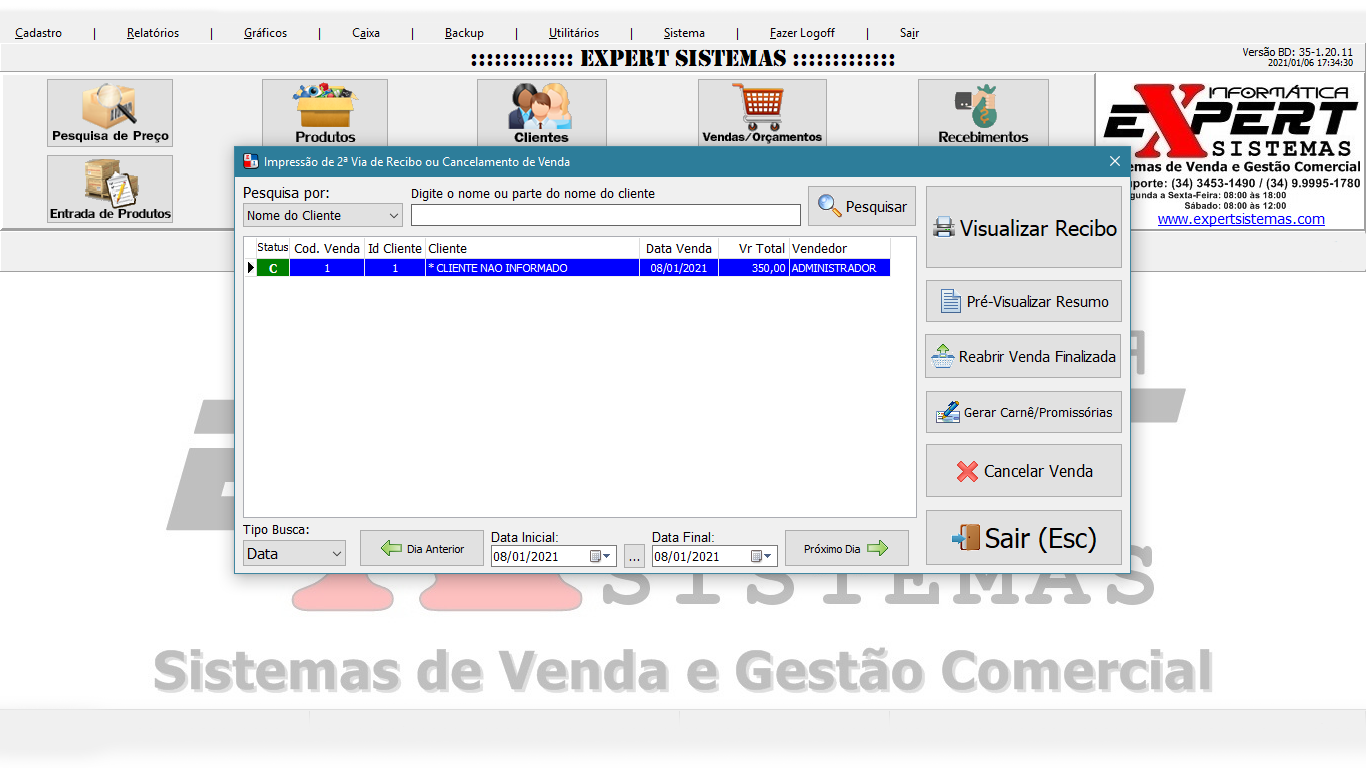 Cadastro | Relatórios | Gráficos | Caixa | Backup | Utilitários | Sistema | Fazer Logoff | Sair
:::::::::::: EXPERT SISTEMAS ::::::::::::
Versão BD: 35-1.20.11
2021/01/06 17:34:30
Pesquisa de Preço
Produtos
Clientes
Vendas/Orçamentos
Recebimentos
Entrada de Produtos
INFORMÁTICA
EXPERT
SISTEMAS
emas de Venda e Gestão Comercial
porte: (34) 3453-1490 / (34) 9.9995-1780
gunda a Sexta-Feira: 08:00 às 18:00
Sábado: 08:00 às 12:00
www.expertsistemas.com
Impressão de 2ª Via de Recibo ou Cancelamento de Venda
Pesquisa por:
Digite o nome ou parte do nome do cliente
Nome do Cliente
Pesquisar
Status Cod. Venda Id Cliente Cliente Data Venda Vr Total Vendedor
C 1 1 * CLIENTE NAO INFORMADO 08/01/2021 350,00 ADMINISTRADOR
Visualizar Recibo
Pré-Visualizar Resumo
Reabrir Venda Finalizada
Gerar Carnê/Promissórias
Cancelar Venda
Sair (Esc)
Tipo Busca:
Data
Dia Anterior
Data Inicial:
08/01/2021
...
Data Final:
08/01/2021
Próximo Dia
SISTEMAS
Sistemas de Venda e Gestão Comercial